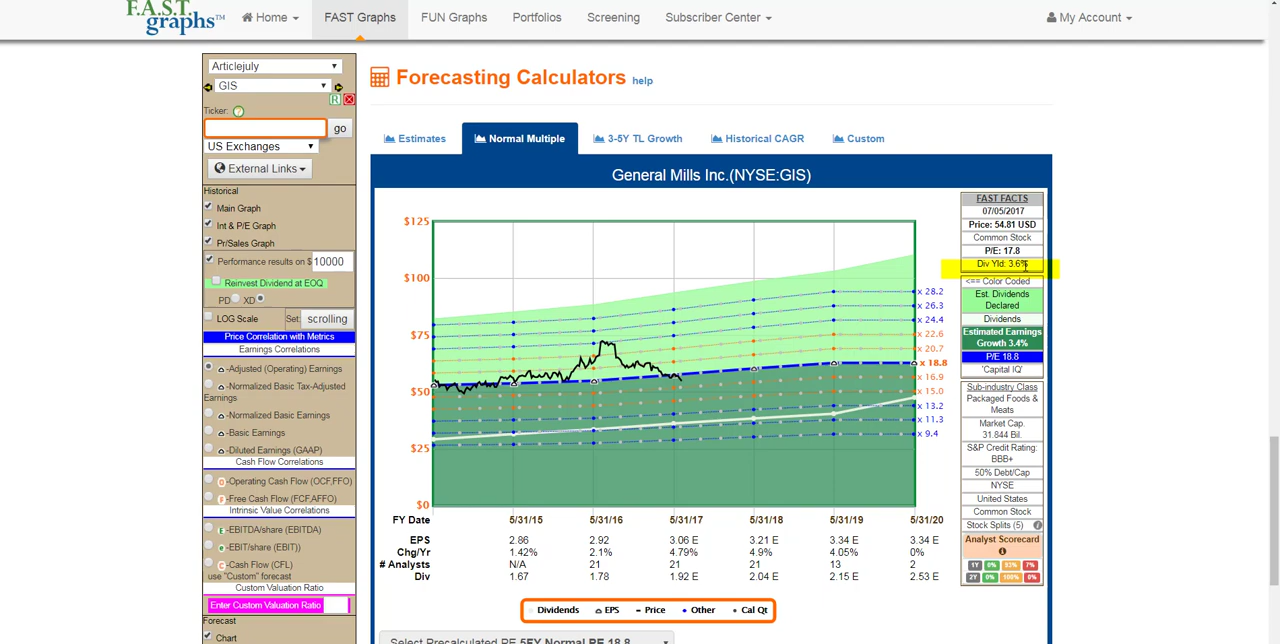 F.A.S.T.
graphs™
Home
FAST Graphs
FUN Graphs
Portfolios
Screening
Subscriber Center
My Account
Articlejuly
GIS
R
Ticker:
go
US Exchanges
External Links
Historical
Main Graph
Int & P/E Graph
Pr/Sales Graph
Performance results on $ 10000
Reinvest Dividend at EOQ
PD XD
LOG Scale Set: scrolling
Price Correlation with Metrics
Earnings Correlations
-Adjusted (Operating) Earnings
-Normalized Basic Tax-Adjusted
Earnings
-Normalized Basic Earnings
-Basic Earnings
-Diluted Earnings (GAAP)
Cash Flow Correlations
-Operating Cash Flow (OCF,FFO)
-Free Cash Flow (FCF,AFFO)
Intrinsic Value Correlations
-EBITDA/share (EBITDA)
-EBIT/share (EBIT))
-Cash Flow (CFL)
use "Custom" forecast
Custom Valuation Ratio
Enter Custom Valuation Ratio
Forecast
Chart
Forecasting Calculators help
Estimates
Normal Multiple
3-5Y TL Growth
Historical CAGR
Custom
General Mills Inc.(NYSE:GIS)
$125
$100
$75
$50
$25
$0
x 28.2
x 26.3
x 24.4
x 22.6
x 20.7
x 18.8
x 16.9
x 15.0
x 13.2
x 11.3
x 9.4
FY Date 5/31/15 5/31/16 5/31/17 5/31/18 5/31/19 5/31/20
EPS 2.86 2.92 3.06 E 3.21 E 3.34 E 3.34 E
Chg/Yr 1.42% 2.1% 4.79% 4.9% 4.05% 0%
# Analysts N/A 21 21 21 13 2
Div 1.67 1.78 1.92 E 2.04 E 2.15 E 2.53 E
Dividends EPS Price Other Cal Qt
Select Precalculated PE 5FY Normal PE 18.8
FAST FACTS
07/05/2017
Price: 54.81 USD
Common Stock
P/E: 17.8
Div Yld: 3.6%
<== Color Coded
Est. Dividends
Declared
Dividends
Estimated Earnings
Growth 3.4%
P/E 18.8
'Capital IQ'
Sub-industry Class
Packaged Foods &
Meats
Market Cap.
31.844 Bil.
S&P Credit Rating:
BBB+
50% Debt/Cap
NYSE
United States
Common Stock
Stock Splits (5)
Analyst Scorecard
1Y 0% 93% 7%
2Y 0% 100% 0%